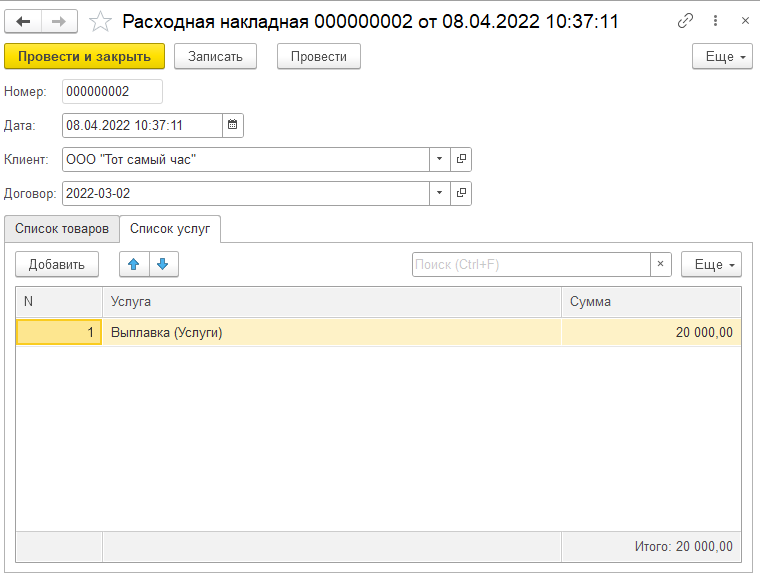 Расходная накладная 000000002 от 08.04.2022 10:37:11
Провести и закрыть Записать Провести Еще
Номер: 000000002
Дата: 08.04.2022 10:37:11
Клиент: ООО "Тот самый час"
Договор: 2022-03-02
Список товаров Список услуг
Добавить Поиск (Ctrl+F) × Еще
N Услуга Сумма
1 Выплавка (Услуги) 20 000,00
Итого: 20 000,00